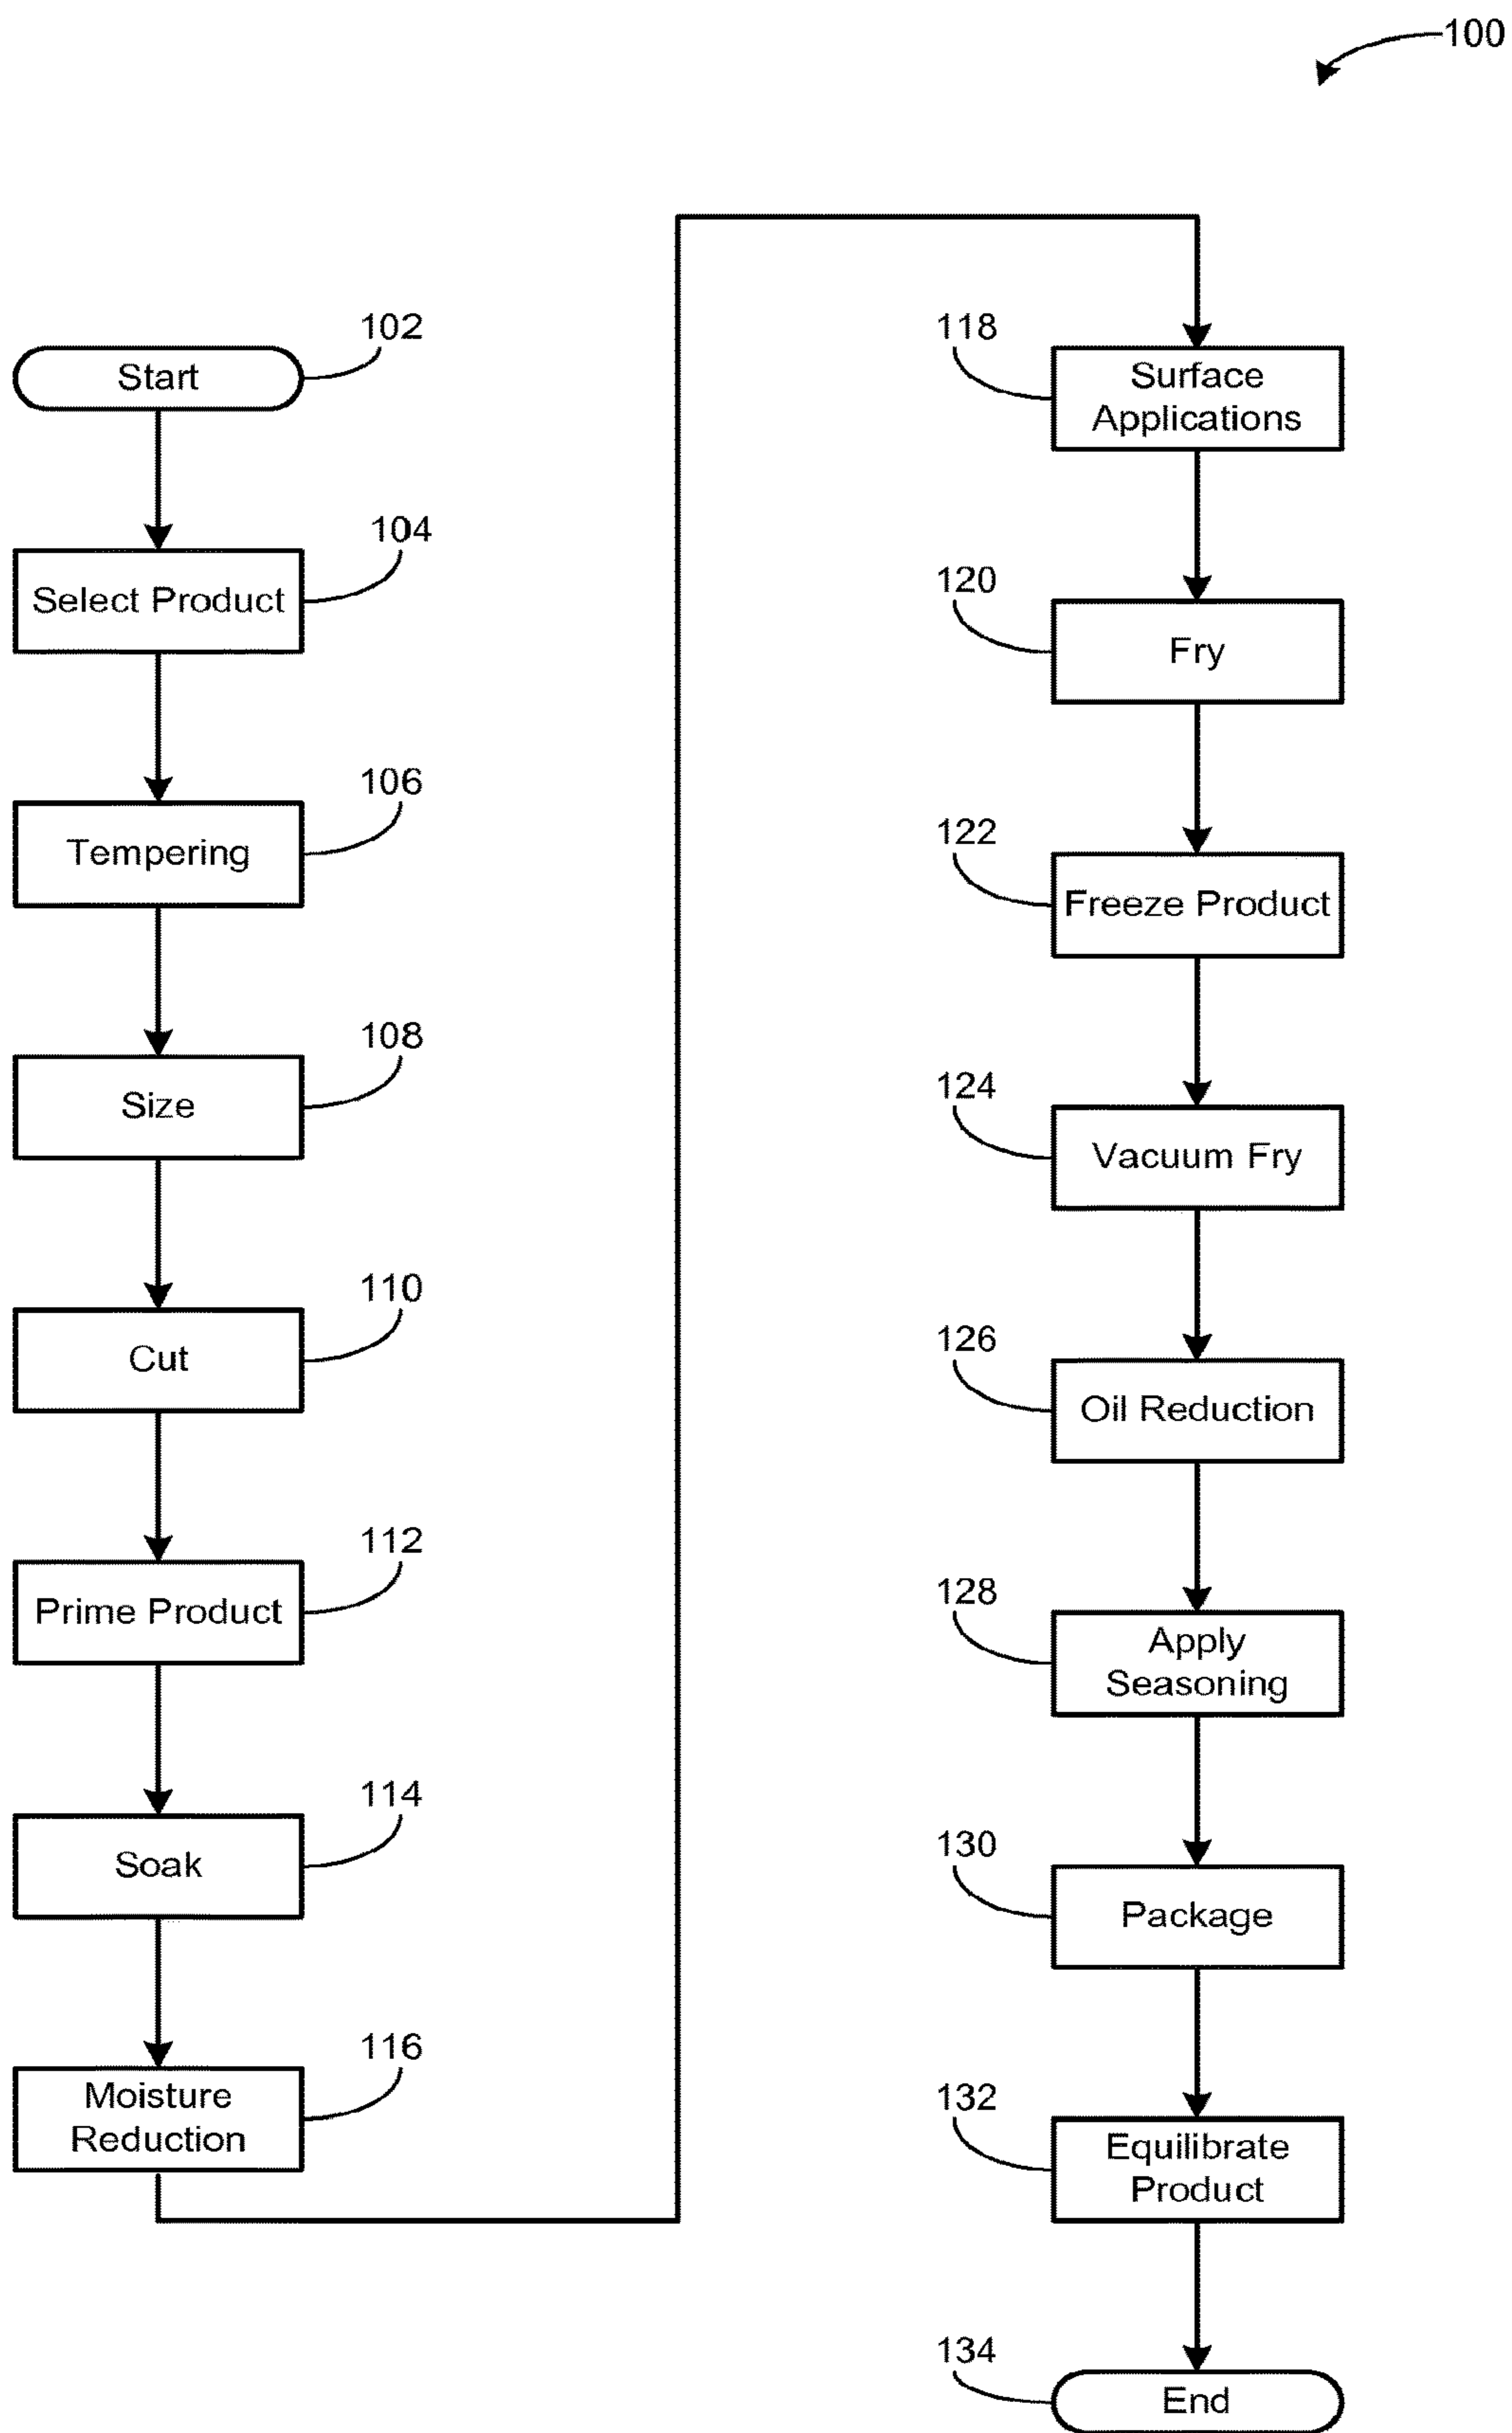 100
102
Start
104
Select Product
106
Tempering
108
Size
110
Cut
112
Prime Product
114
Soak
116
Moisture
Reduction
118
Surface
Applications
120
Fry
122
Freeze Product
124
Vacuum Fry
126
Oil Reduction
128
Apply
Seasoning
130
Package
132
Equilibrate
Product
134
End